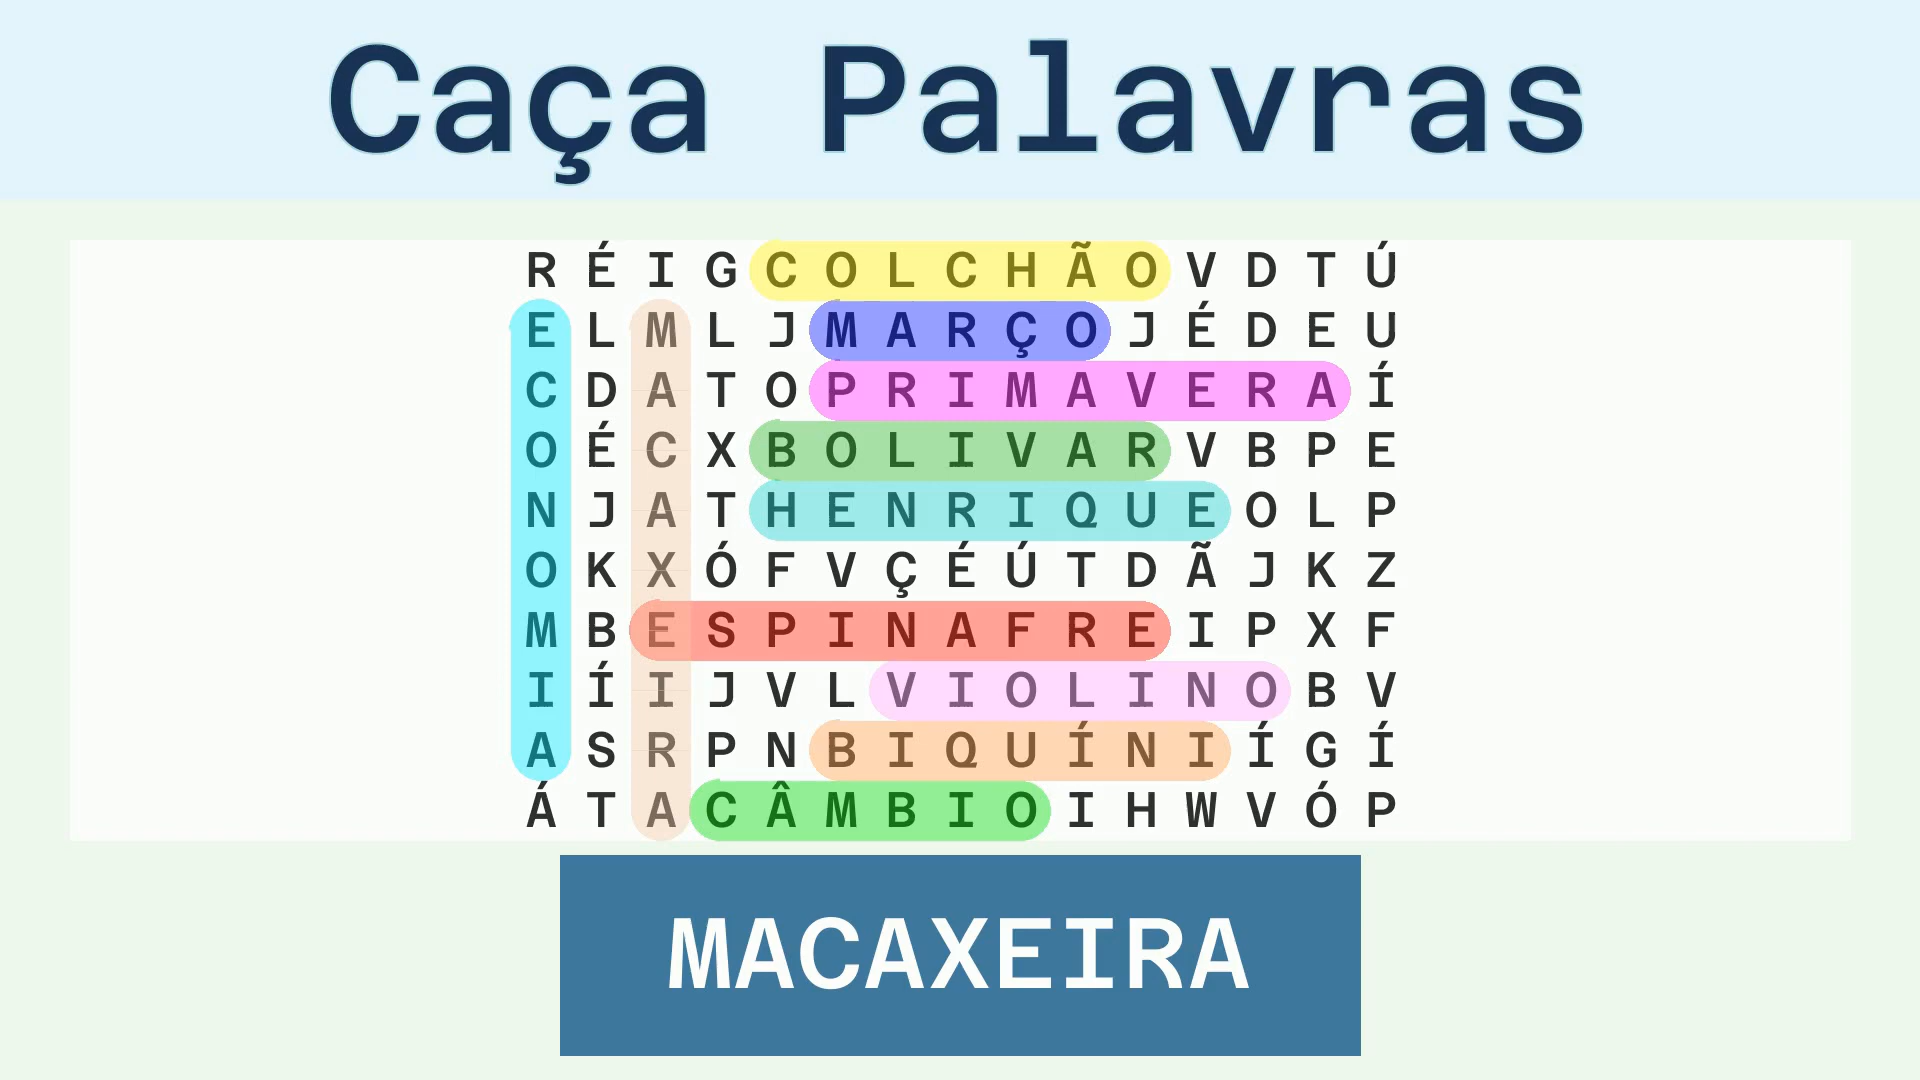 Caça Palavras
R É I G C O L C H Ã O V D T Ú
E L M L J M A R Ç O J É D E U
C D A T O P R I M A V E R A Í
O É C X B O L I V A R V B P E
N J A T H E N R I Q U E O L P
O K X Ó F V Ç É Ú T D Ã J K Z
M B E S P I N A F R E I P X F
I Í I J V L V I O L I N O B V
A S R P N B I Q U Í N I Í G Í
Á T A C Â M B I O I H W V Ó P
MACAXEIRA